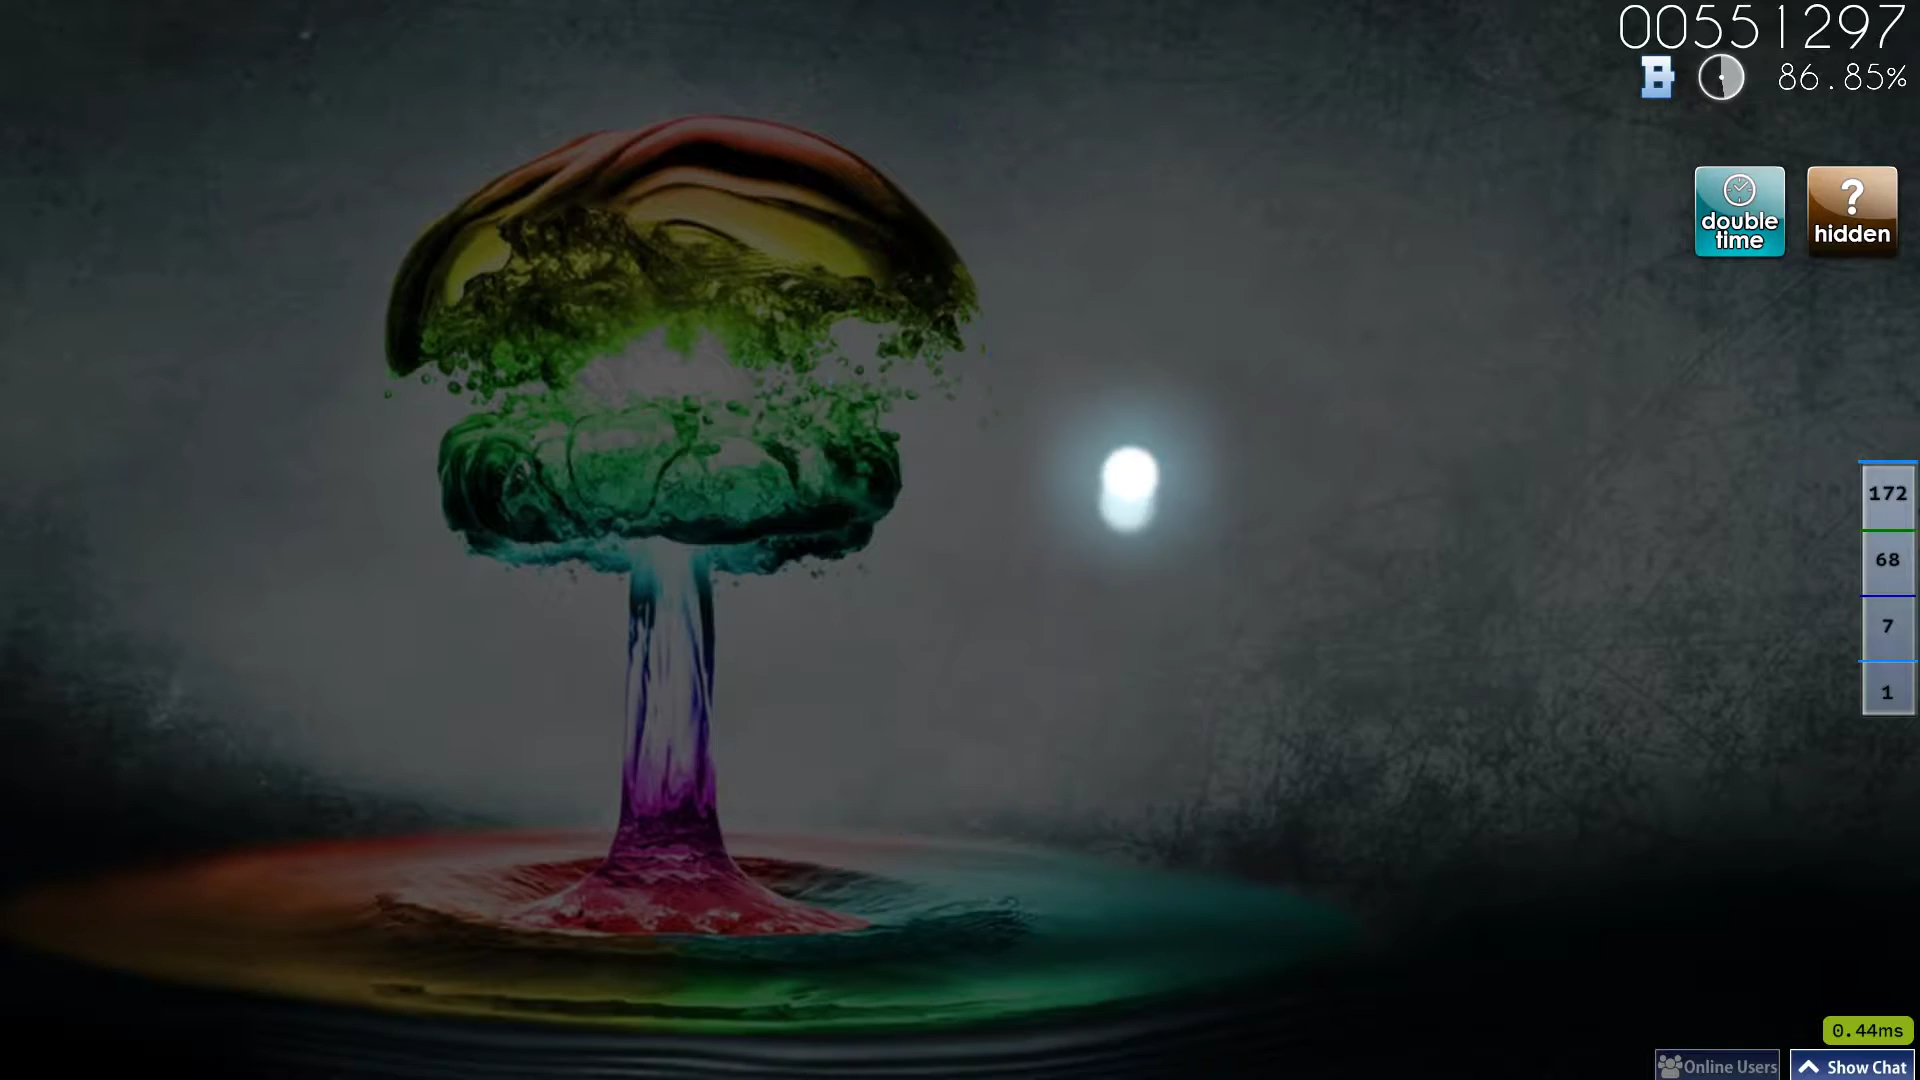 00551297
B 86.85%
double time
? hidden
172
68
7
1
0.44ms
Online Users Show Chat